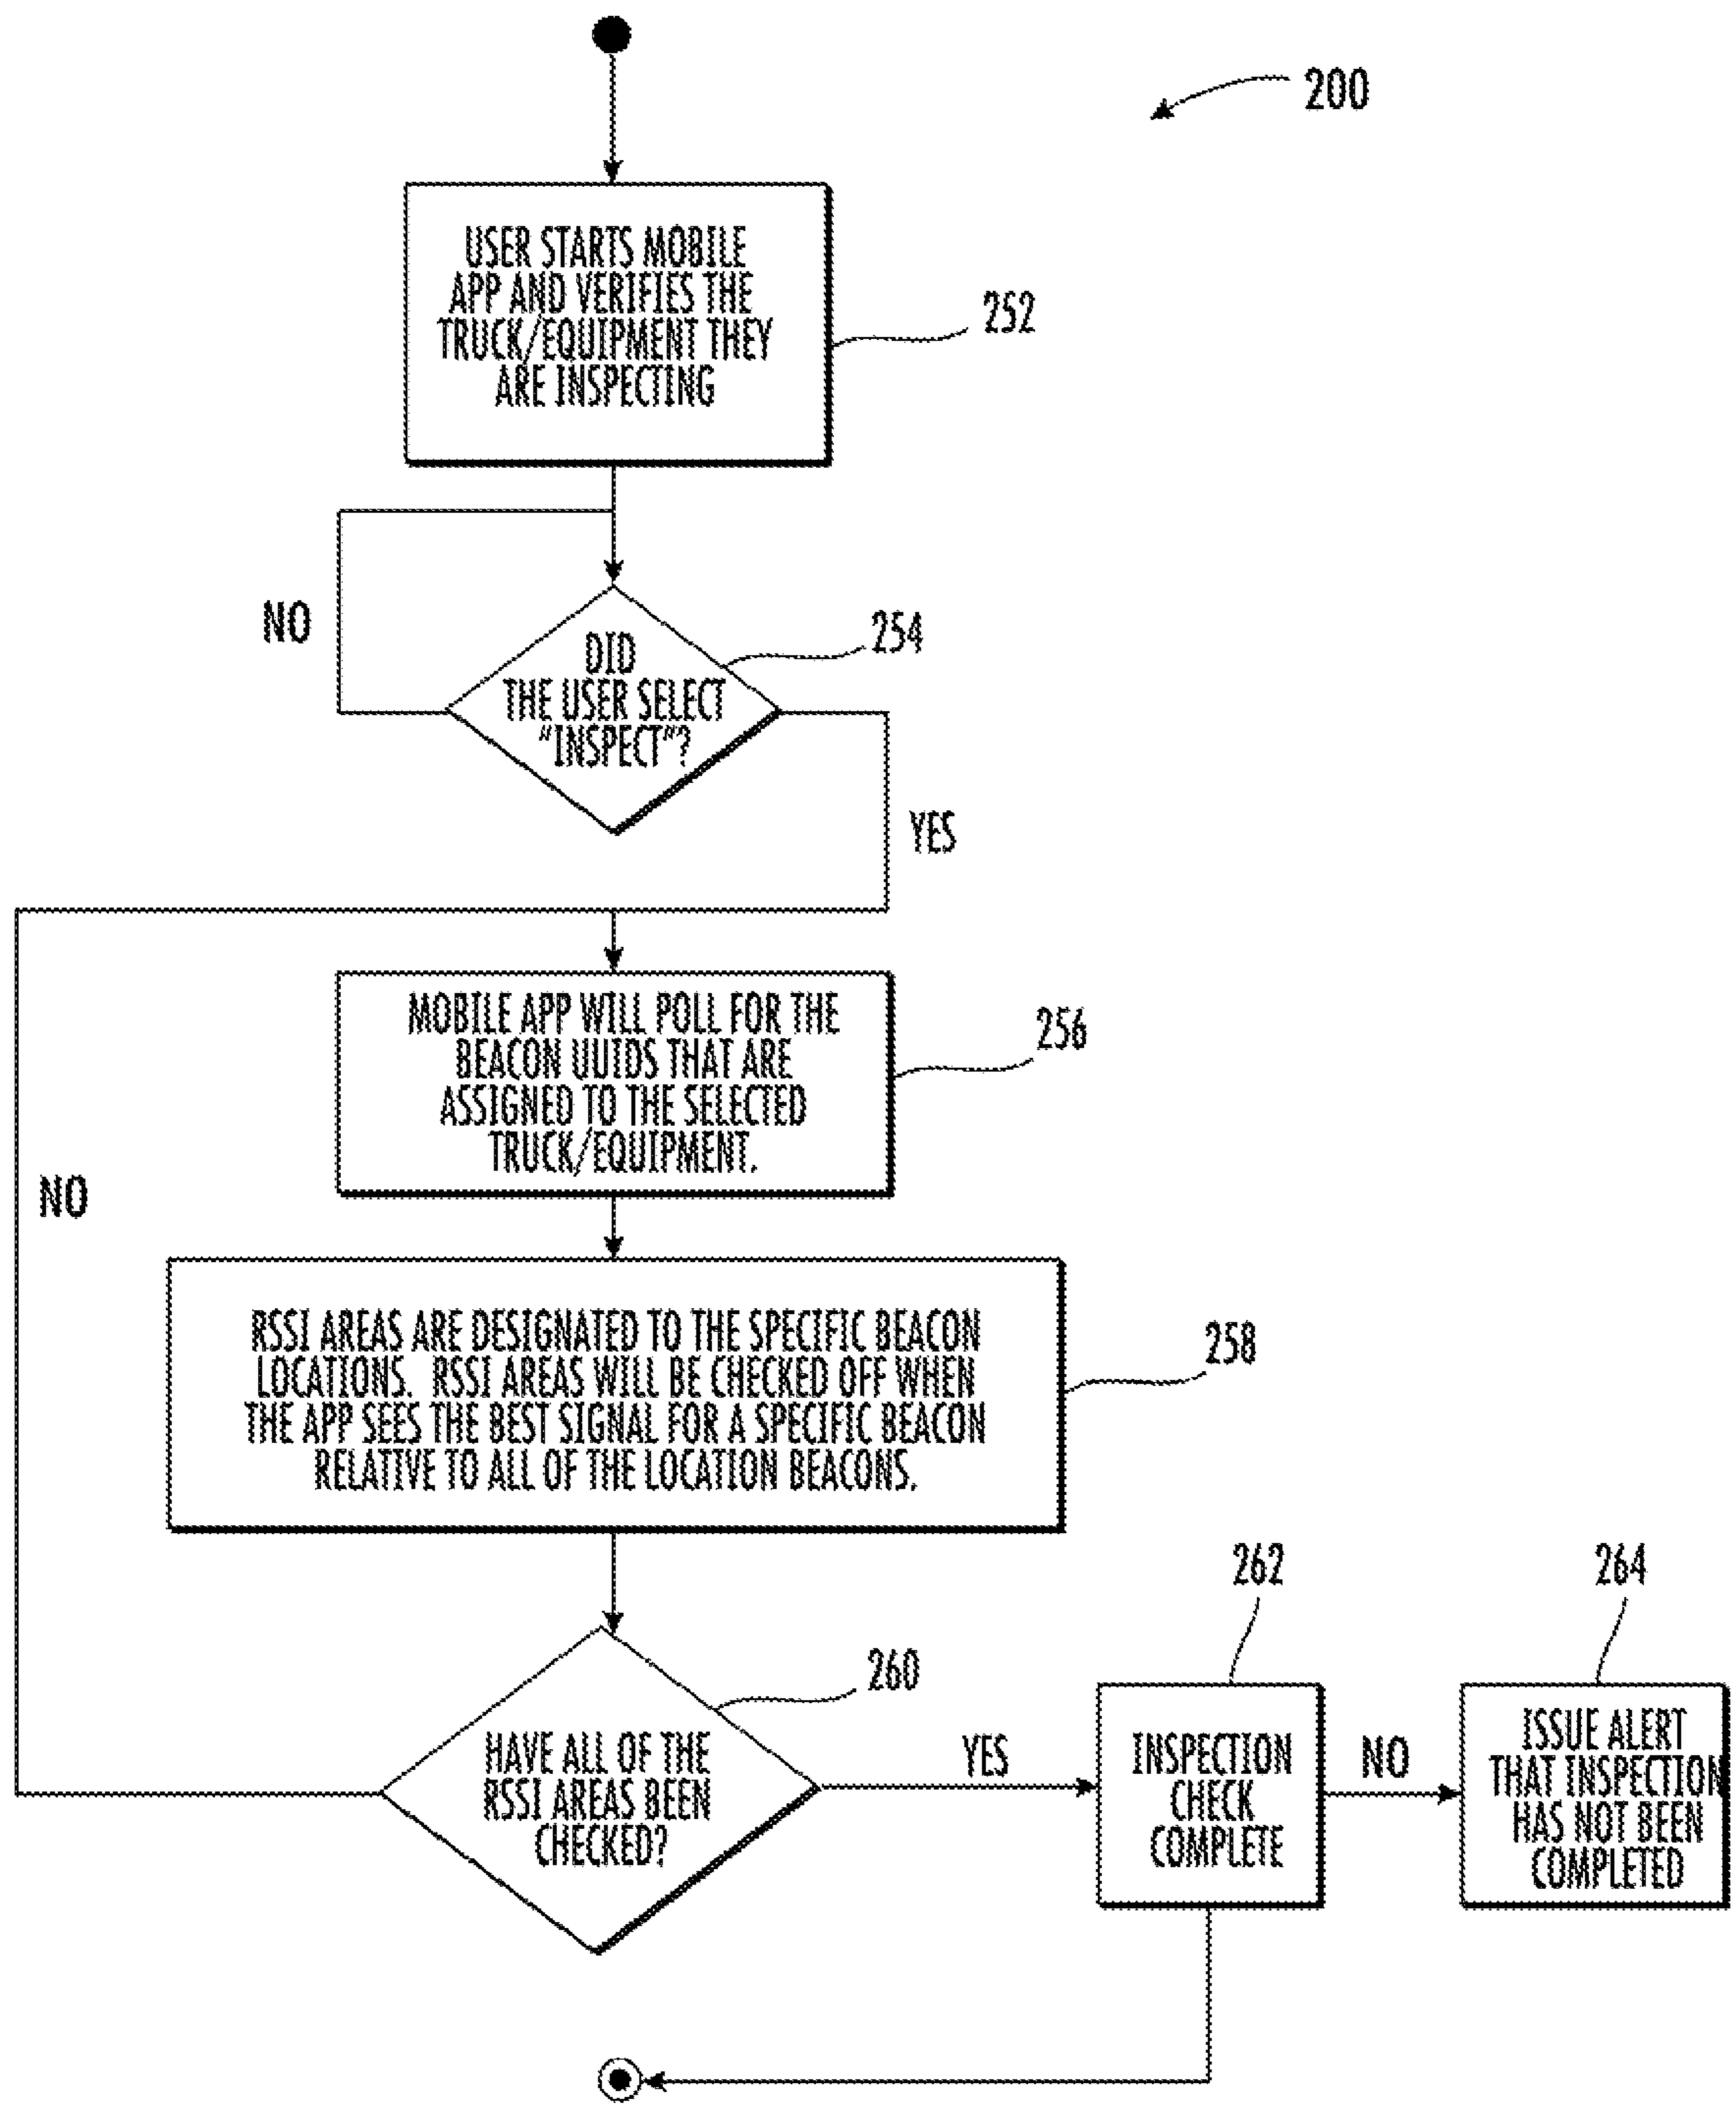 200
USER STARTS MOBILE
APP AND VERIFIES THE
TRUCK/EQUIPMENT THEY
ARE INSPECTING
252
NO
254
DID
THE USER SELECT
"INSPECT"?
YES
MOBILE APP WILL POLL FOR THE
BEACON UUIDS THAT ARE
ASSIGNED TO THE SELECTED
TRUCK/EQUIPMENT.
256
NO
RSSI AREAS ARE DESIGNATED TO THE SPECIFIC BEACON
LOCATIONS. RSSI AREAS WILL BE CHECKED OFF WHEN
THE APP SEES THE BEST SIGNAL FOR A SPECIFIC BEACON
RELATIVE TO ALL OF THE LOCATION BEACONS.
258
260
HAVE ALL OF THE
RSSI AREAS BEEN
CHECKED?
YES
262
INSPECTION
CHECK
COMPLETE
NO
264
ISSUE ALERT
THAT INSPECTION
HAS NOT BEEN
COMPLETED